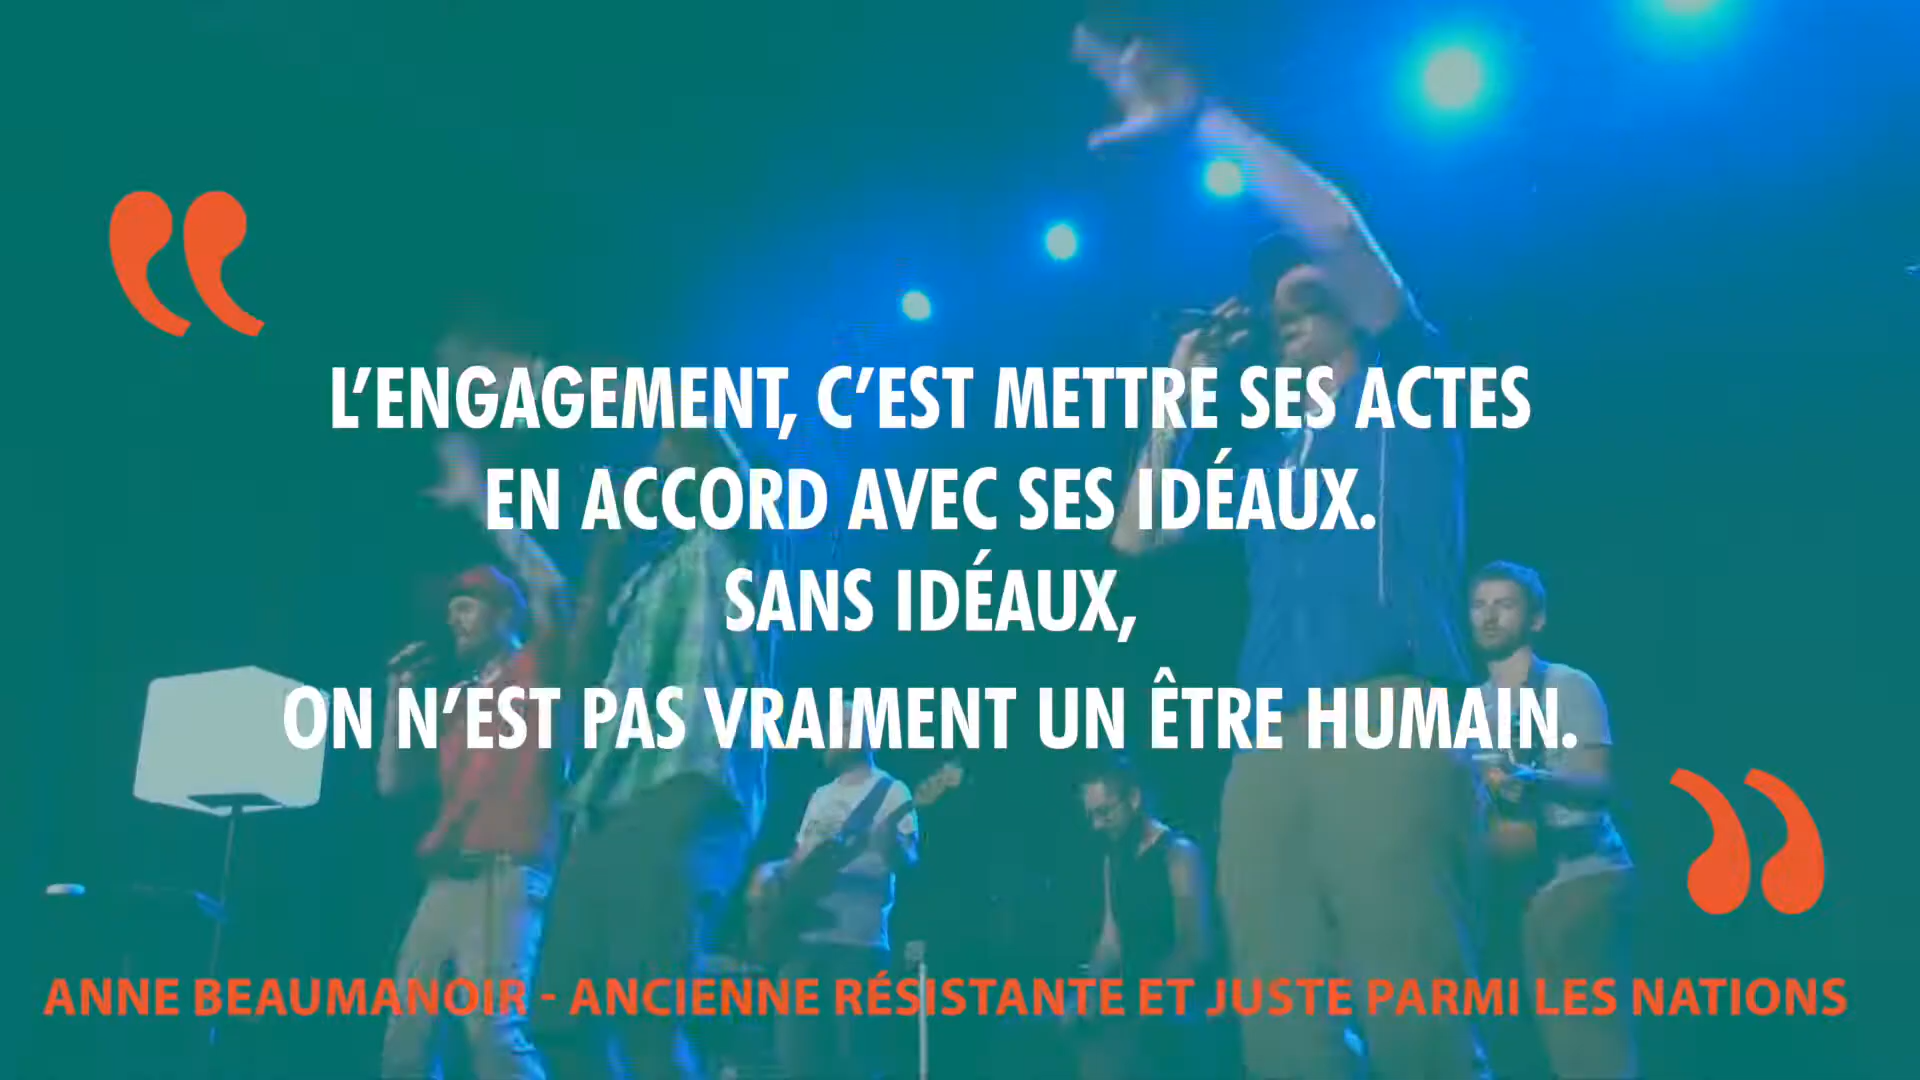 “
L’ENGAGEMENT, C’EST METTRE SES ACTES
EN ACCORD AVEC SES IDÉAUX.
SANS IDÉAUX,
ON N’EST PAS VRAIMENT UN ÊTRE HUMAIN.
”
ANNE BEAUMANOIR - ANCIENNE RÉSISTANTE ET JUSTE PARMI LES NATIONS